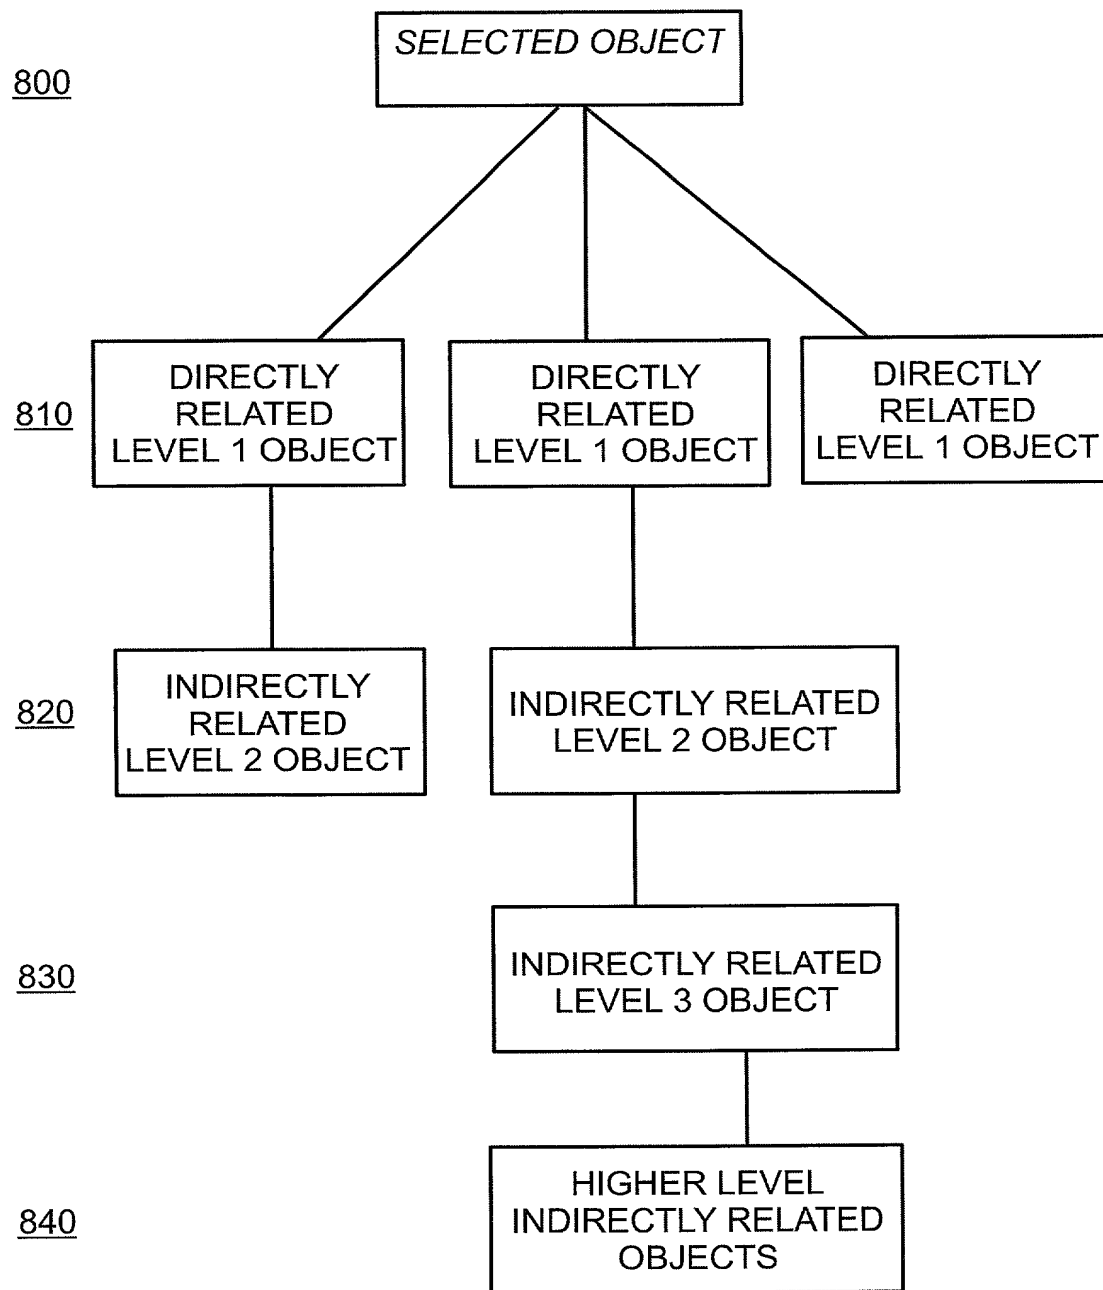 SELECTED OBJECT
800
DIRECTLY
RELATED
LEVEL 1 OBJECT
DIRECTLY
RELATED
LEVEL 1 OBJECT
DIRECTLY
RELATED
LEVEL 1 OBJECT
810
INDIRECTLY
RELATED
LEVEL 2 OBJECT
INDIRECTLY RELATED
LEVEL 2 OBJECT
820
INDIRECTLY RELATED
LEVEL 3 OBJECT
830
HIGHER LEVEL
INDIRECTLY RELATED
OBJECTS
840